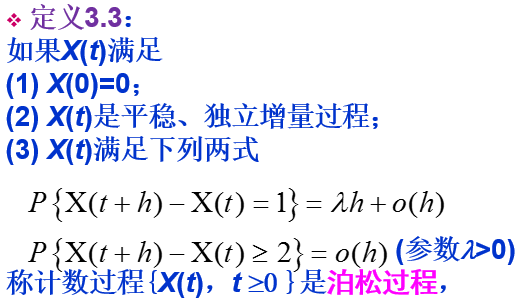 ❖ 定义3.3：
如果X(t)满足
(1) X(0)=0；
(2) X(t)是平稳、独立增量过程；
(3) X(t)满足下列两式
P{X(t+h)−X(t)=1}=λh+o(h)
P{X(t+h)−X(t)≥2}=o(h) (参数λ>0)
称计数过程{X(t)，t ≥0 }是泊松过程，